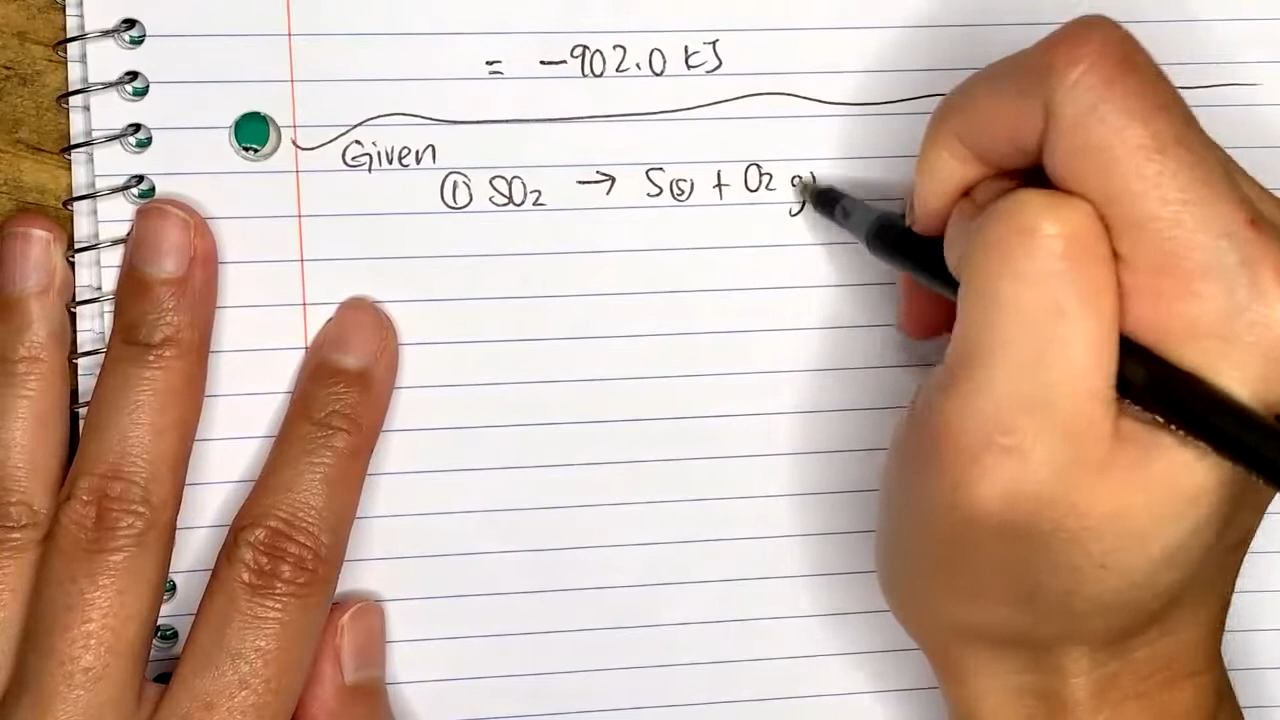 = -902.0 kJ
Given
① SO₂ → S(s) + O₂ g)